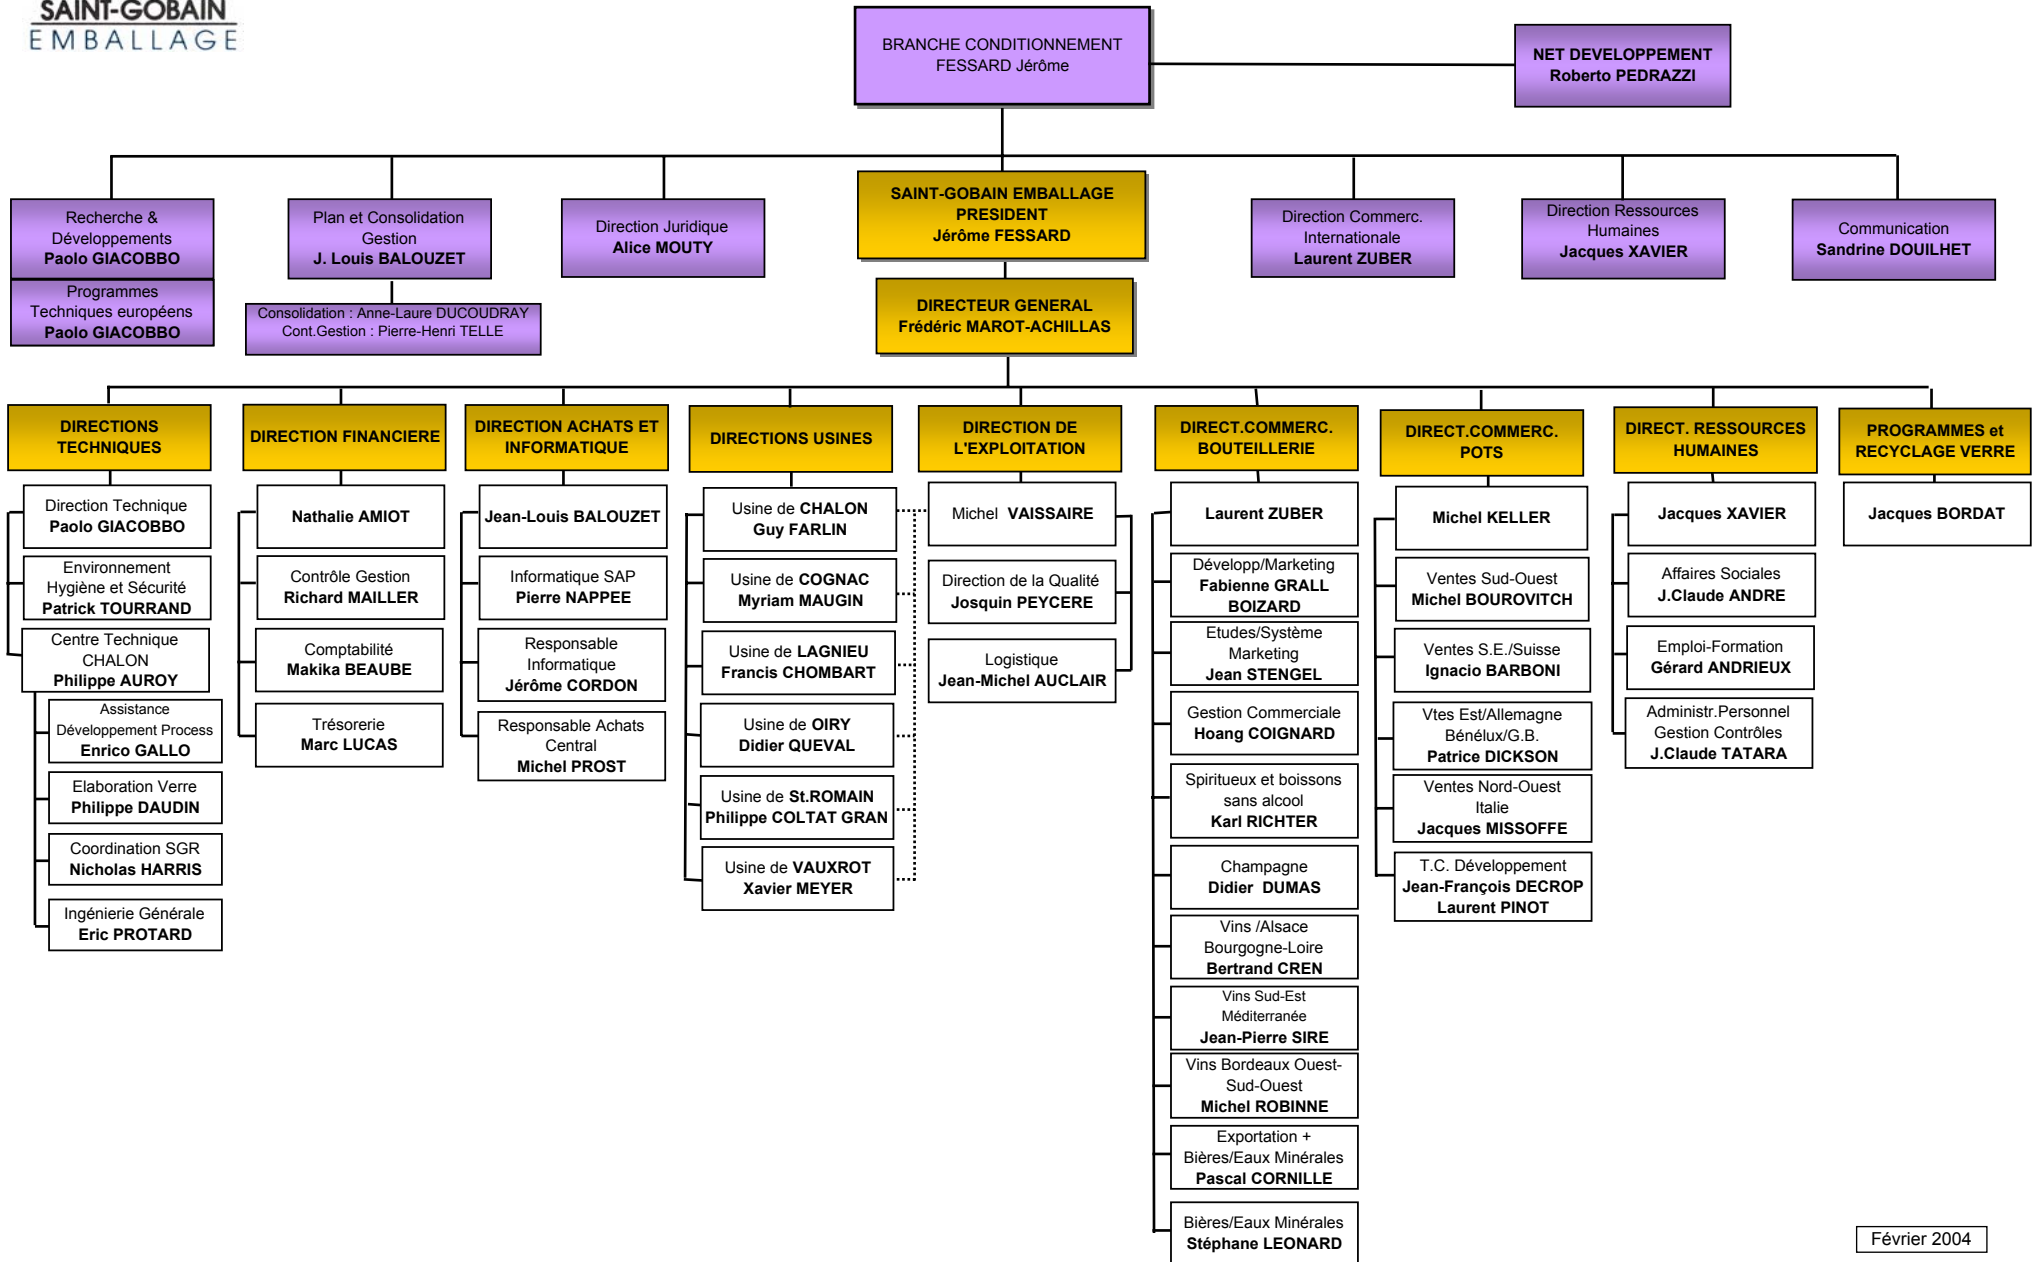 SAINT-GOBAIN
EMBALLAGE
BRANCHE CONDITIONNEMENT
FESSARD Jérôme
NET DEVELOPPEMENT
Roberto PEDRAZZI
Recherche &
Développements
Paolo GIACOBBO
Programmes
Techniques européens
Paolo GIACOBBO
Plan et Consolidation
Gestion
J. Louis BALOUZET
Consolidation : Anne-Laure DUCOUDRAY
Cont.Gestion : Pierre-Henri TELLE
Direction Juridique
Alice MOUTY
SAINT-GOBAIN EMBALLAGE
PRESIDENT
Jérôme FESSARD
DIRECTEUR GENERAL
Frédéric MAROT-ACHILLAS
Direction Commerc.
Internationale
Laurent ZUBER
Direction Ressources
Humaines
Jacques XAVIER
Communication
Sandrine DOUILHET
DIRECTIONS
TECHNIQUES
Direction Technique
Paolo GIACOBBO
Environnement
Hygiène et Sécurité
Patrick TOURRAND
Centre Technique
CHALON
Philippe AUROY
Assistance
Développement Process
Enrico GALLO
Elaboration Verre
Philippe DAUDIN
Coordination SGR
Nicholas HARRIS
Ingénierie Générale
Eric PROTARD
DIRECTION FINANCIERE
Nathalie AMIOT
Contrôle Gestion
Richard MAILLER
Comptabilité
Makika BEAUBE
Trésorerie
Marc LUCAS
DIRECTION ACHATS ET
INFORMATIQUE
Jean-Louis BALOUZET
Informatique SAP
Pierre NAPPEE
Responsable
Informatique
Jérôme CORDON
Responsable Achats
Central
Michel PROST
DIRECTIONS USINES
Usine de CHALON
Guy FARLIN
Usine de COGNAC
Myriam MAUGIN
Usine de LAGNIEU
Francis CHOMBART
Usine de OIRY
Didier QUEVAL
Usine de St.ROMAIN
Philippe COLTAT GRAN
Usine de VAUXROT
Xavier MEYER
DIRECTION DE
L'EXPLOITATION
Michel VAISSAIRE
Direction de la Qualité
Josquin PEYCERE
Logistique
Jean-Michel AUCLAIR
DIRECT.COMMERC.
BOUTEILLERIE
Laurent ZUBER
Développ/Marketing
Fabienne GRALL
BOIZARD
Etudes/Système
Marketing
Jean STENGEL
Gestion Commerciale
Hoang COIGNARD
Spiritueux et boissons
sans alcool
Karl RICHTER
Champagne
Didier DUMAS
Vins /Alsace
Bourgogne-Loire
Bertrand CREN
Vins Sud-Est
Méditerranée
Jean-Pierre SIRE
Vins Bordeaux Ouest-
Sud-Ouest
Michel ROBINNE
Exportation +
Bières/Eaux Minérales
Pascal CORNILLE
Bières/Eaux Minérales
Stéphane LEONARD
DIRECT.COMMERC.
POTS
Michel KELLER
Ventes Sud-Ouest
Michel BOUROVITCH
Ventes S.E./Suisse
Ignacio BARBONI
Vtes Est/Allemagne
Bénélux/G.B.
Patrice DICKSON
Ventes Nord-Ouest
Italie
Jacques MISSOFFE
T.C. Développement
Jean-François DECROP
Laurent PINOT
DIRECT. RESSOURCES
HUMAINES
Jacques XAVIER
Affaires Sociales
J.Claude ANDRE
Emploi-Formation
Gérard ANDRIEUX
Administr.Personnel
Gestion Contrôles
J.Claude TATARA
PROGRAMMES et
RECYCLAGE VERRE
Jacques BORDAT
Février 2004